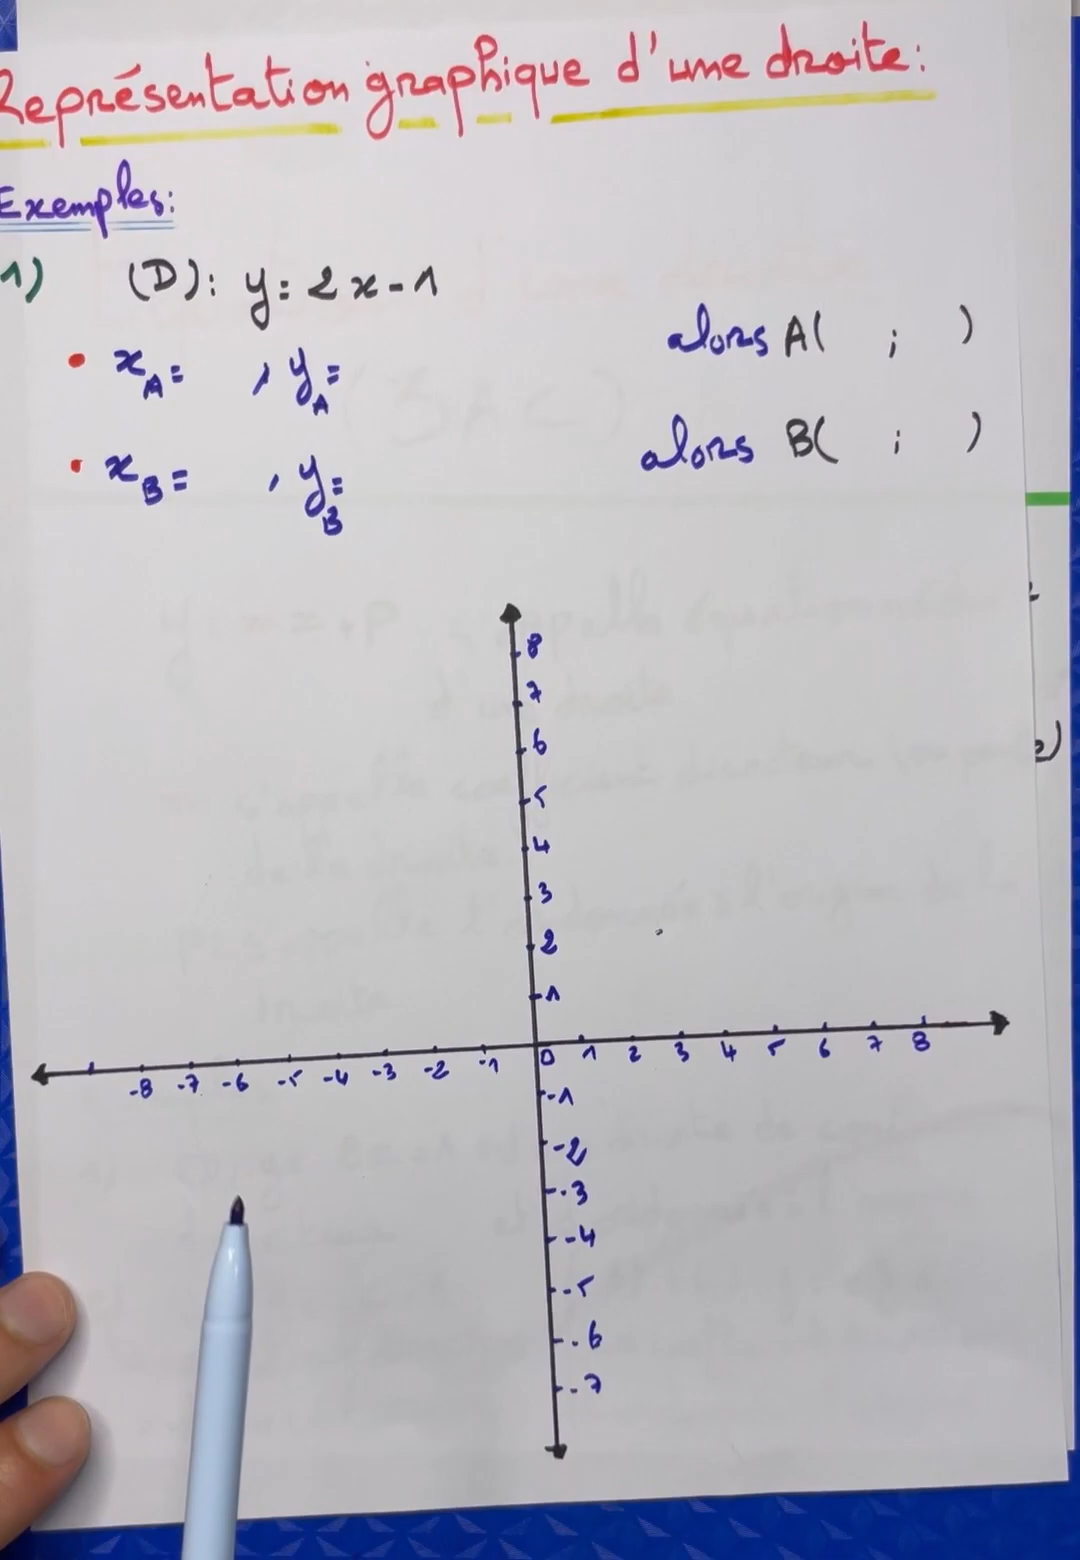 Représentation graphique d'une droite:
Exemples:
1) (D): y = 2x - 1
• x_A = , y_A = alors A( ; )
• x_B = , y_B = alors B( ; )
8
7
6
5
4
3
2
1
-8 -7 -6 -5 -4 -3 -2 -1 0 1 2 3 4 5 6 7 8
-1
-2
-3
-4
-5
-6
-7